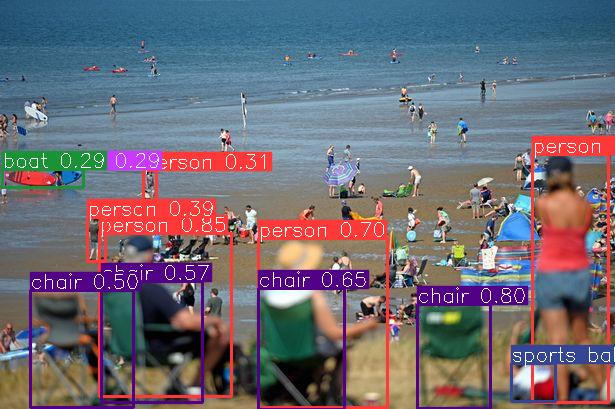 person
boat 0.29
0.29
erson 0.31
person 0.39
person 0.85
person 0.70
chair 0.50
chair 0.57
chair 0.65
chair 0.80
sports bal